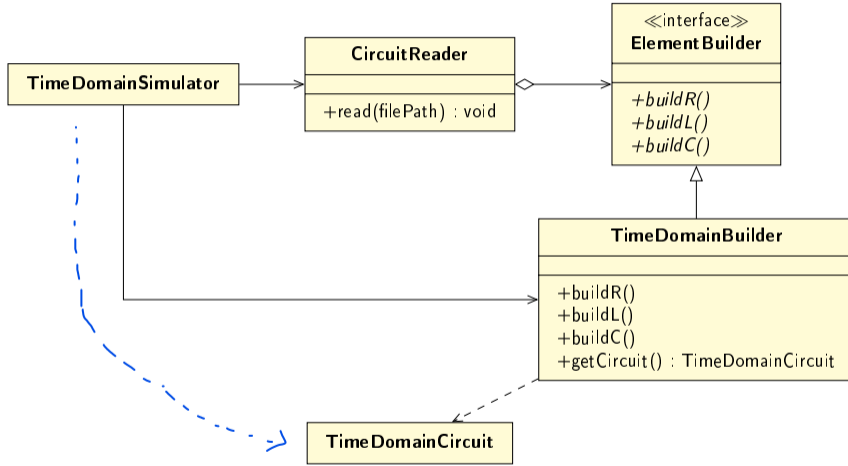 TimeDomainSimulator
CircuitReader
+read(filePath) : void
≪interface≫
ElementBuilder
+buildR()
+buildL()
+buildC()
TimeDomainBuilder
+buildR()
+buildL()
+buildC()
+getCircuit() : TimeDomainCircuit
TimeDomainCircuit